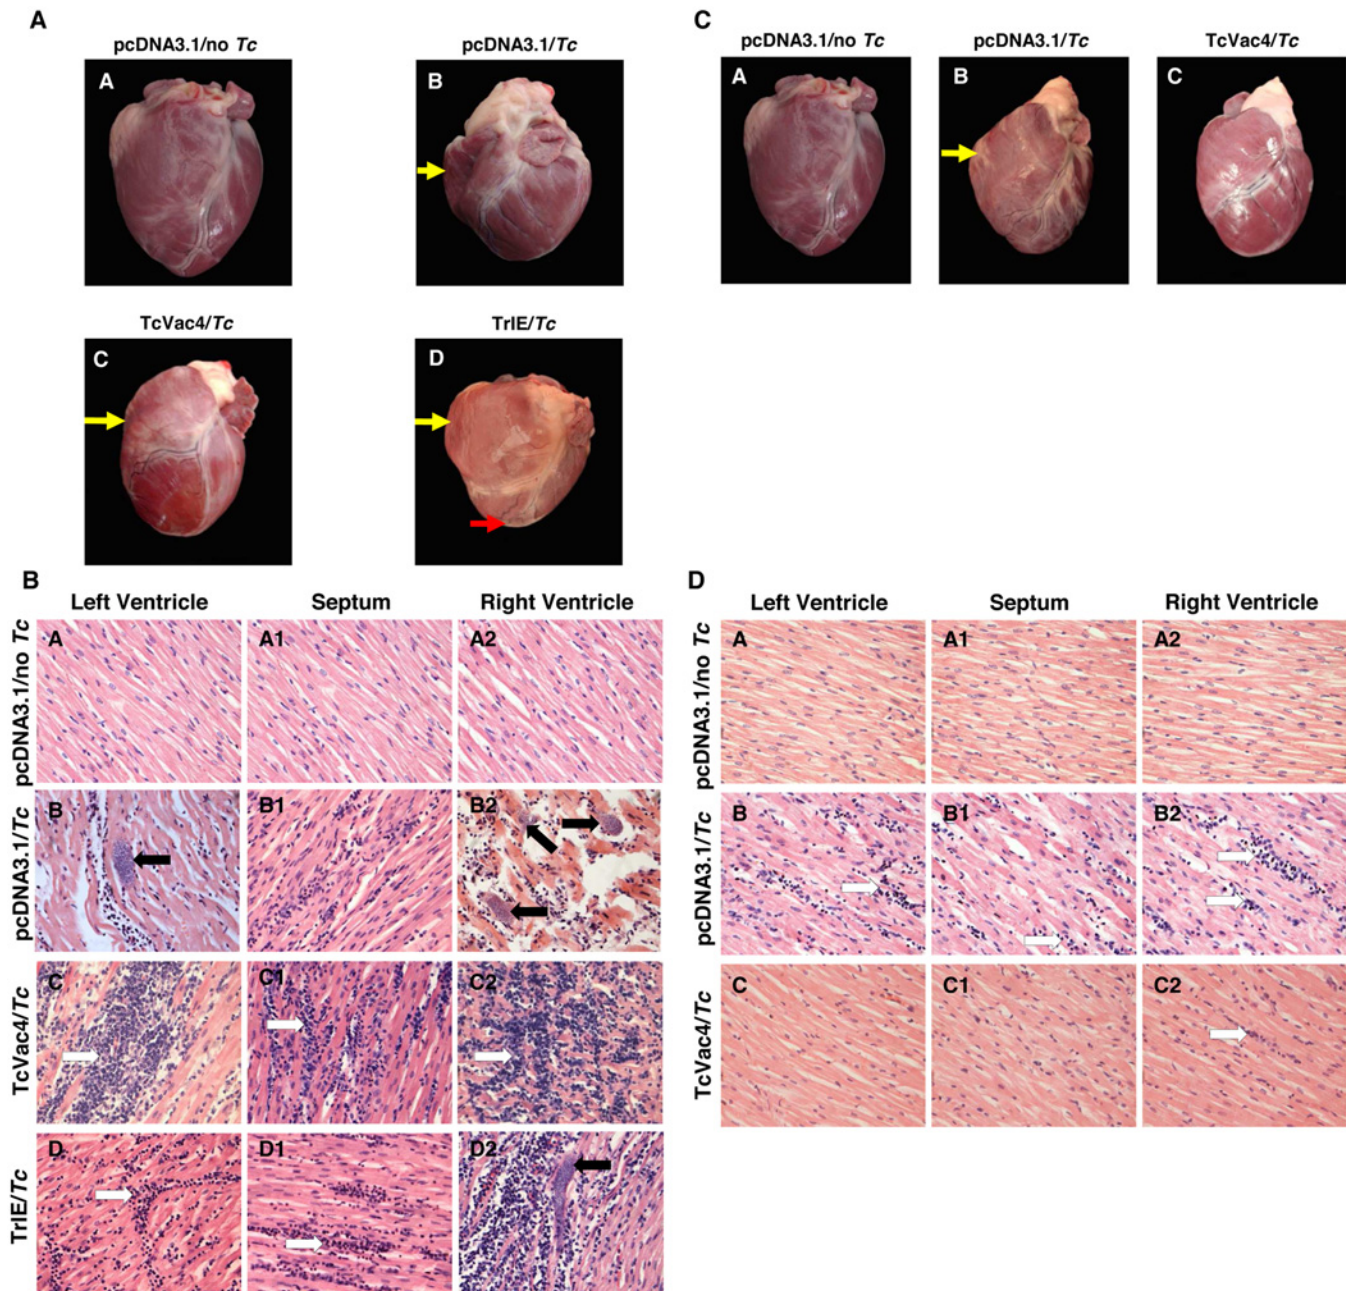 A
C
pcDNA3.1/no Tc
pcDNA3.1/Tc
A
B
pcDNA3.1/no Tc
pcDNA3.1/Tc
TcVac4/Tc
A
B
C
TcVac4/Tc
TrIE/Tc
C
D
B
Left Ventricle
Septum
Right Ventricle
pcDNA3.1/no Tc
A
A1
A2
pcDNA3.1/Tc
B
B1
B2
TcVac4/Tc
C
C1
C2
TrIE/Tc
D
D1
D2
D
Left Ventricle
Septum
Right Ventricle
pcDNA3.1/no Tc
A
A1
A2
pcDNA3.1/Tc
B
B1
B2
TcVac4/Tc
C
C1
C2